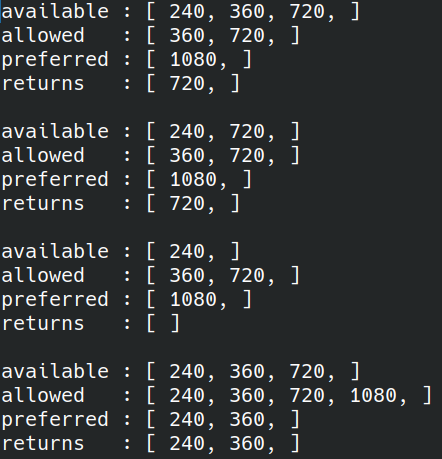 available : [ 240, 360, 720, ]
allowed   : [ 360, 720, ]
preferred : [ 1080, ]
returns   : [ 720, ]

available : [ 240, 720, ]
allowed   : [ 360, 720, ]
preferred : [ 1080, ]
returns   : [ 720, ]

available : [ 240, ]
allowed   : [ 360, 720, ]
preferred : [ 1080, ]
returns   : [ ]

available : [ 240, 360, 720, ]
allowed   : [ 240, 360, 720, 1080, ]
preferred : [ 240, 360, ]
returns   : [ 240, 360, ]